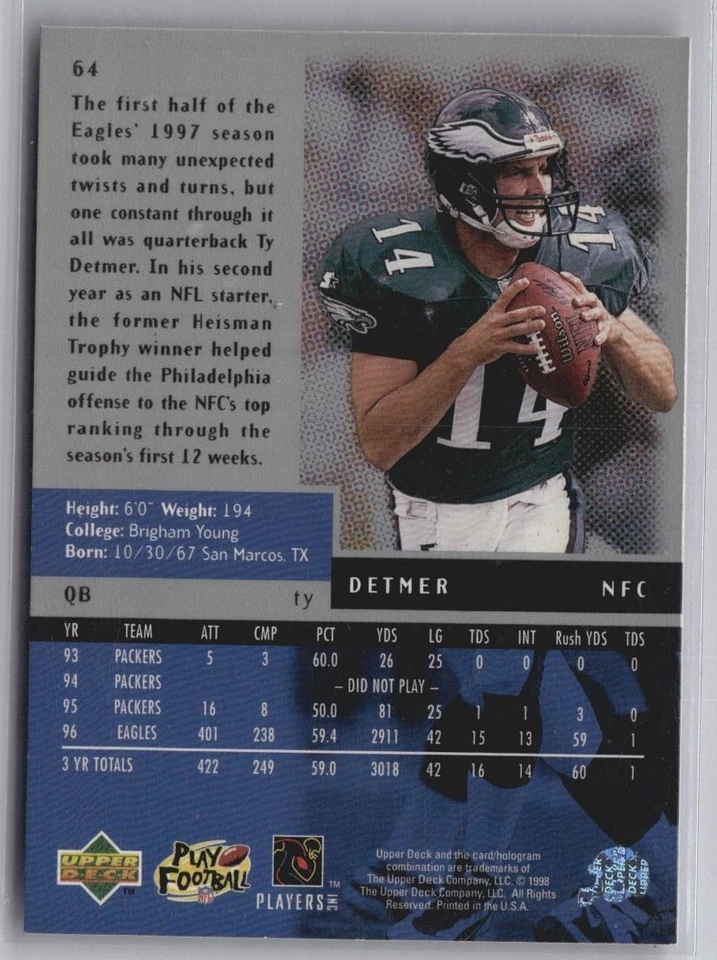 64
The first half of the
Eagles' 1997 season
took many unexpected
twists and turns, but
one constant through it
all was quarterback Ty
Detmer. In his second
year as an NFL starter,
the former Heisman
Trophy winner helped
guide the Philadelphia
offense to the NFC's top
ranking through the
season's first 12 weeks.
14
14
14
Wilson
Height: 6'0" Weight: 194
College: Brigham Young
Born: 10/30/67 San Marcos, TX
QB ty DETMER NFC
YR TEAM ATT CMP PCT YDS LG TDS INT Rush YDS TDS
93 PACKERS 5 3 60.0 26 25 0 0 0 0
94 PACKERS – DID NOT PLAY –
95 PACKERS 16 8 50.0 81 25 1 1 3 0
96 EAGLES 401 238 59.4 2911 42 15 13 59 1
3 YR TOTALS 422 249 59.0 3018 42 16 14 60 1
UPPER DECK TM
PLAY FOOTBALL
NFL
PLAYERS INC TM
Upper Deck and the card/hologram
combination are trademarks of
The Upper Deck Company, LLC. © 1998
The Upper Deck Company, LLC. All Rights
Reserved. Printed in the U.S.A.